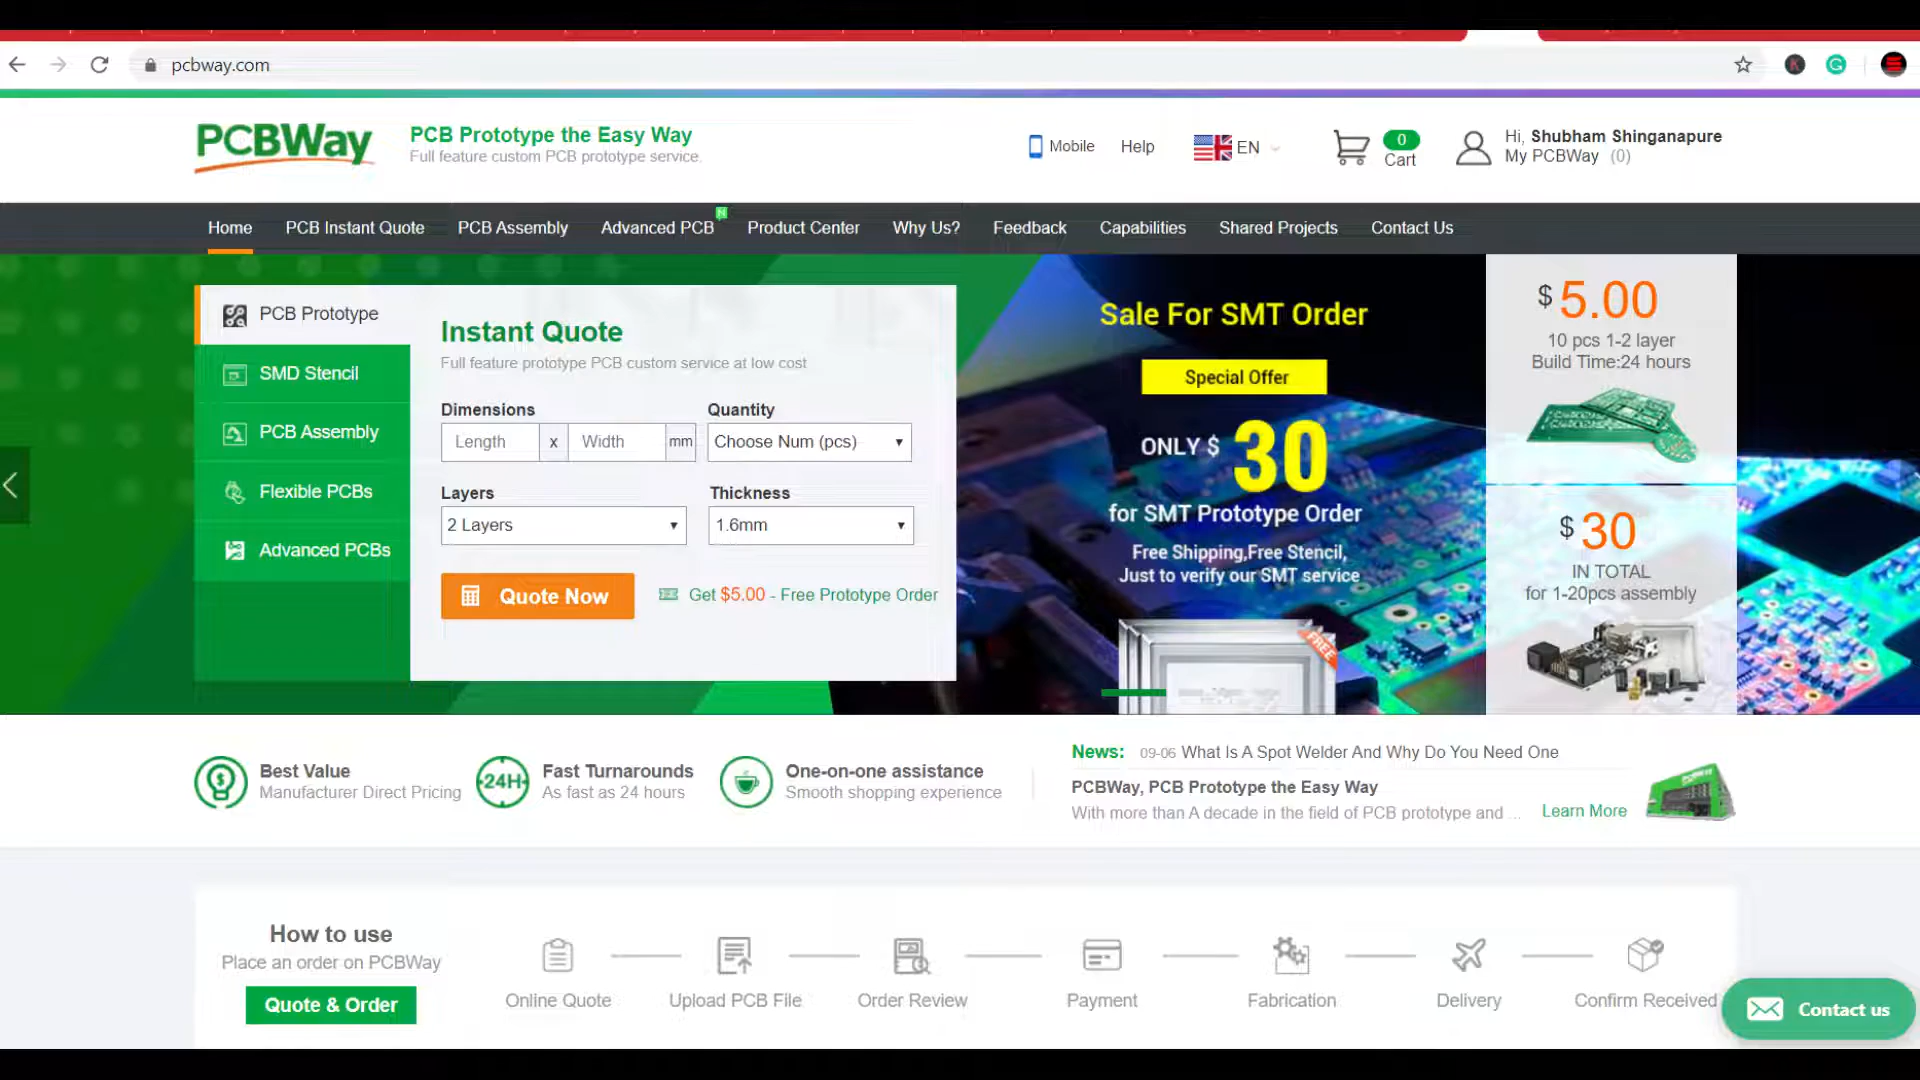 pcbway.com
PCBWay
PCB Prototype the Easy Way
Full feature custom PCB prototype service.
Mobile
Help
EN
0
Cart
Hi, Shubham Shinganapure
My PCBWay (0)
N
Home
PCB Instant Quote
PCB Assembly
Advanced PCB
Product Center
Why Us?
Feedback
Capabilities
Shared Projects
Contact Us
PCB Prototype
SMD Stencil
PCB Assembly
Flexible PCBs
Advanced PCBs
Instant Quote
Full feature prototype PCB custom service at low cost
Dimensions
Quantity
Length x Width mm
Choose Num (pcs)
Layers
Thickness
2 Layers
1.6mm
Quote Now
Get $5.00 - Free Prototype Order
Sale For SMT Order
Special Offer
ONLY $ 30
for SMT Prototype Order
Free Shipping,Free Stencil,
Just to verify our SMT service
FREE
$ 5.00
10 pcs 1-2 layer
Build Time:24 hours
$ 30
IN TOTAL
for 1-20pcs assembly
Best Value
Manufacturer Direct Pricing
24H
Fast Turnarounds
As fast as 24 hours
One-on-one assistance
Smooth shopping experience
News: 09-06 What Is A Spot Welder And Why Do You Need One
PCBWay, PCB Prototype the Easy Way
With more than A decade in the field of PCB prototype and ...
Learn More
How to use
Place an order on PCBWay
Quote & Order
Online Quote
Upload PCB File
Order Review
Payment
Fabrication
Delivery
Confirm Received
Contact us